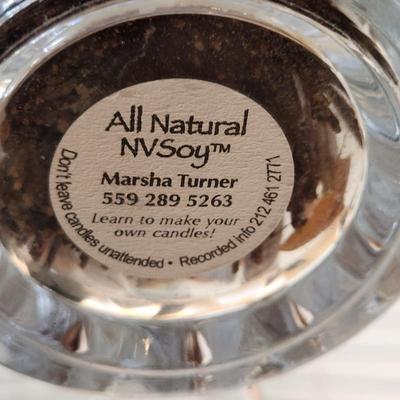 All Natural
NVSoy™
Marsha Turner
559 289 5263
Learn to make your
own candles!
Don't leave candles unattended • Recorded info 212 461 2771